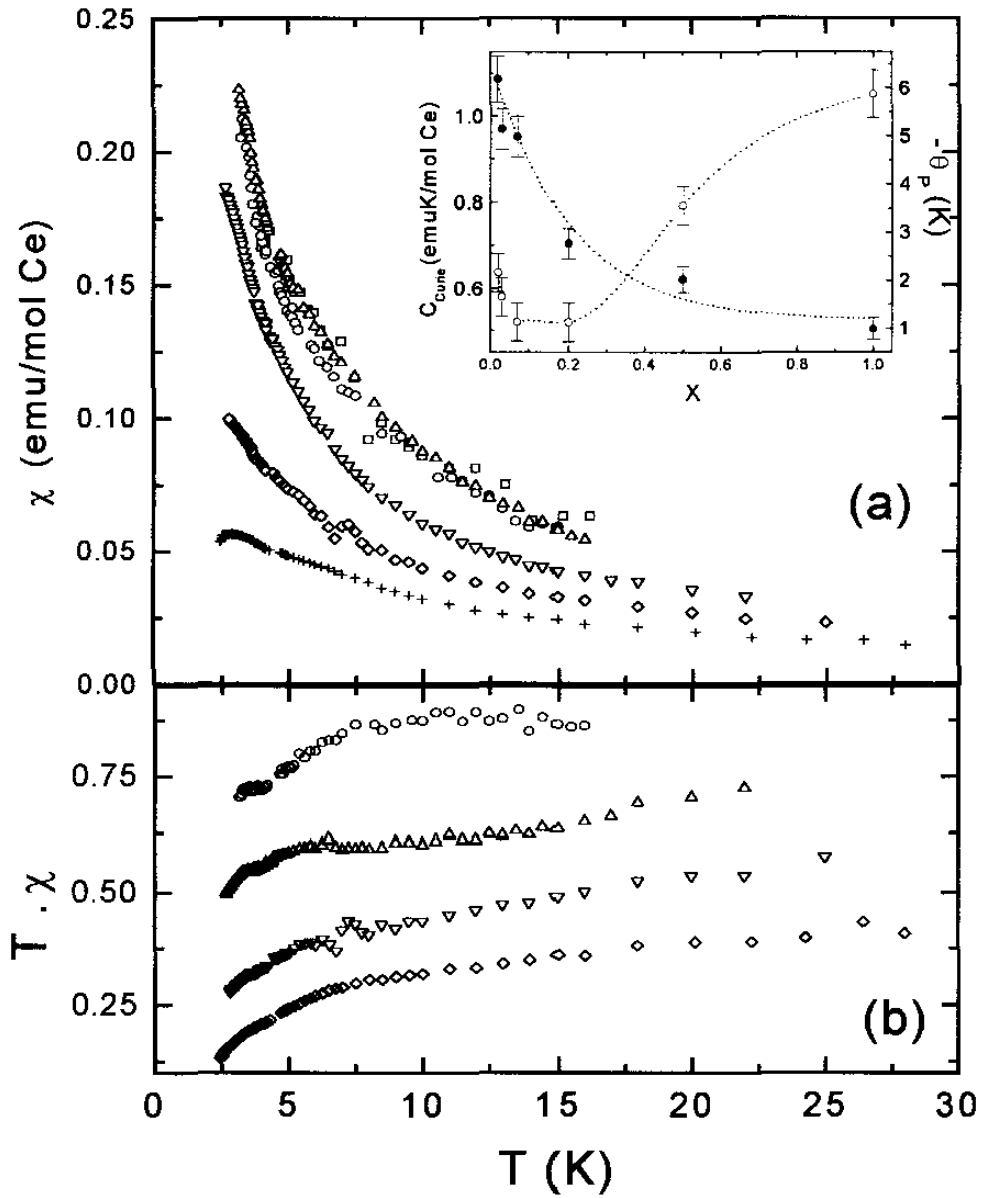 0.25
0.20
0.15
0.10
0.05
0.00
χ (emu/mol Ce)
(a)
1.0
0.8
0.6
C_Curie (emuK/mol Ce)
6
5
4
3
2
1
-θ_P (K)
0.0 0.2 0.4 0.6 0.8 1.0
X
0.75
0.50
0.25
T . χ
(b)
0 5 10 15 20 25 30
T (K)